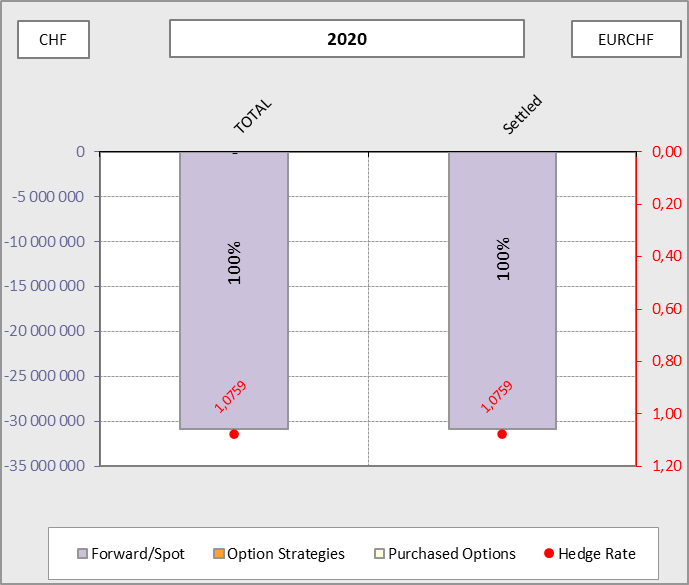 CHF
2020
EURCHF
TOTAL
Settled
0
-5 000 000
-10 000 000
-15 000 000
-20 000 000
-25 000 000
-30 000 000
-35 000 000
0,00
0,20
0,40
0,60
0,80
1,00
1,20
100%
100%
1,0759
1,0759
Forward/Spot
Option Strategies
Purchased Options
Hedge Rate